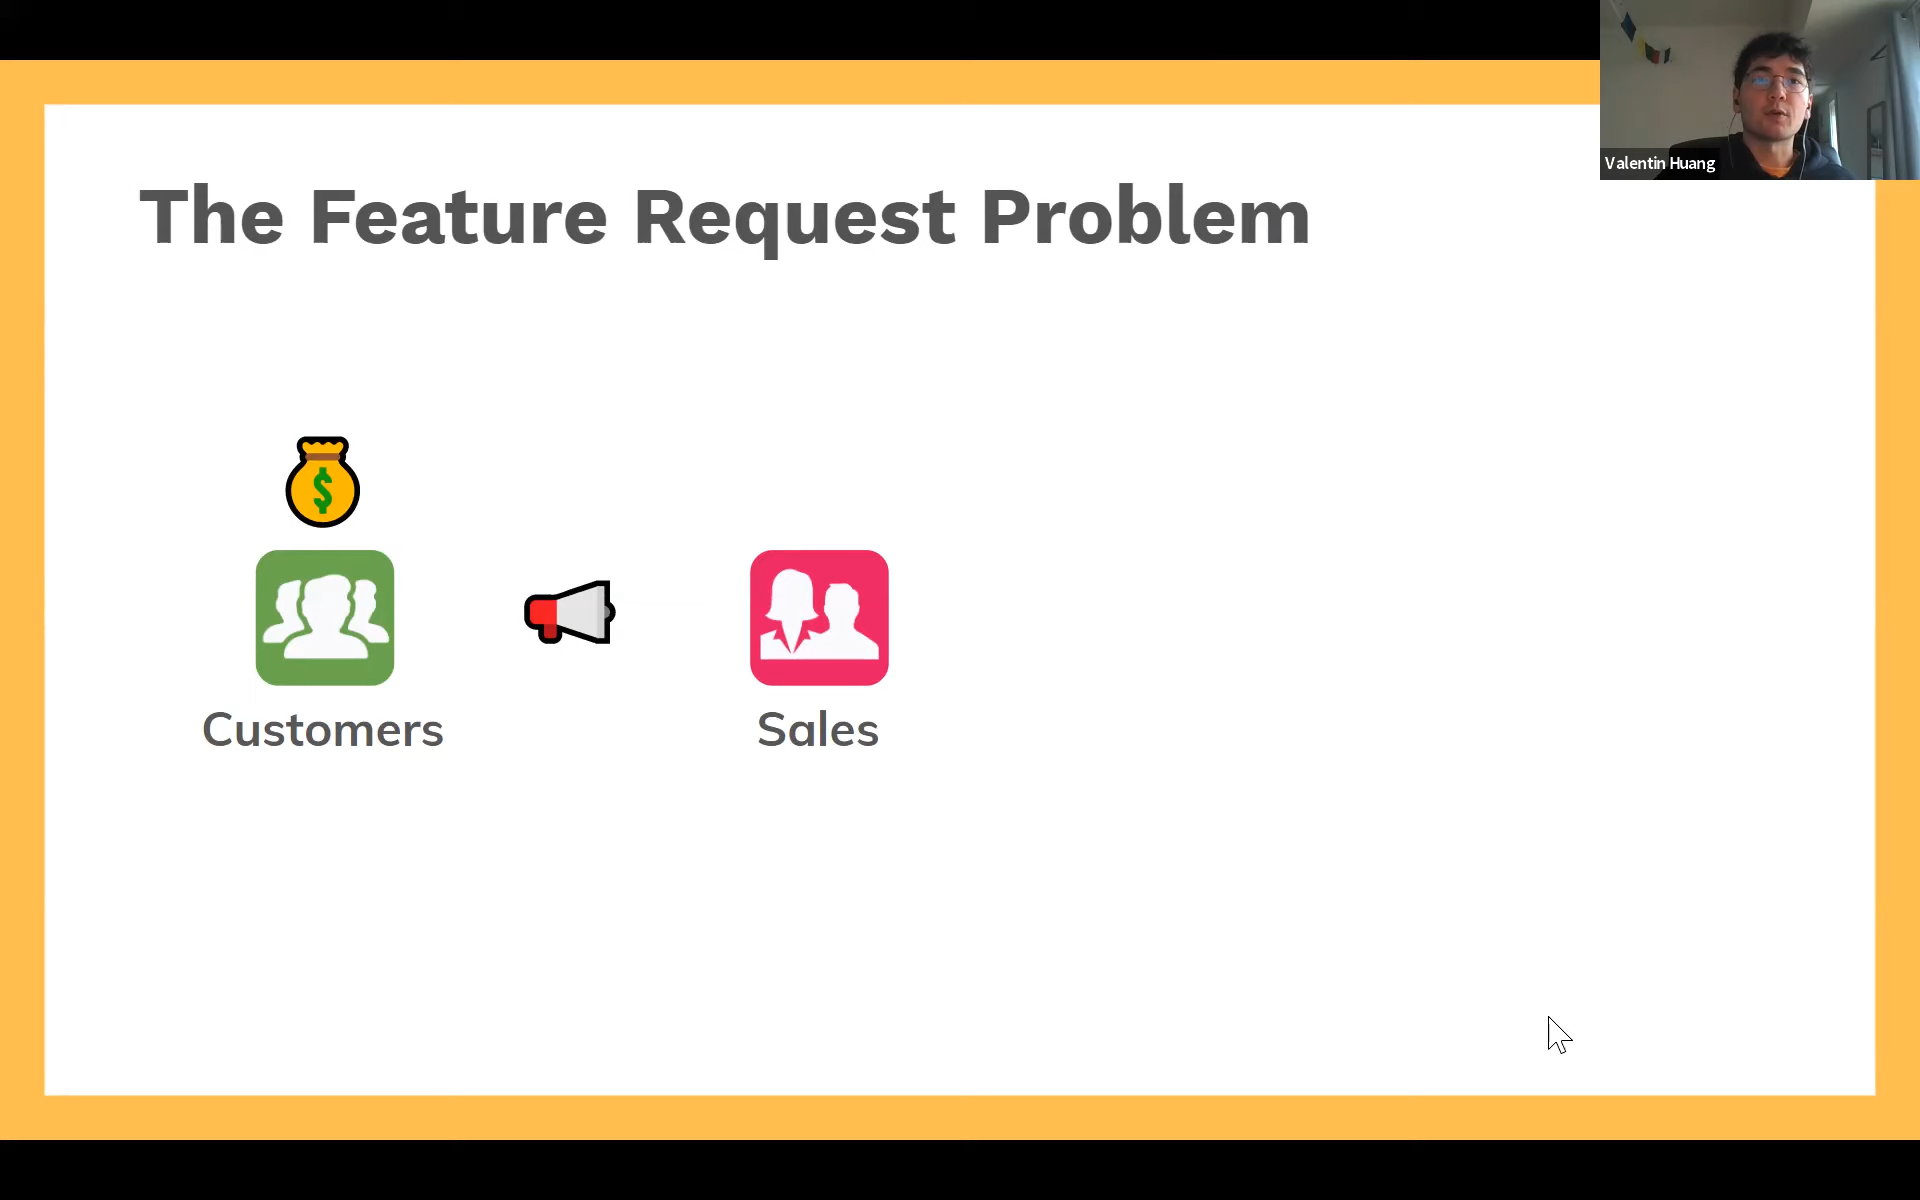 The Feature Request Problem
Valentin Huang
$
Customers
Sales